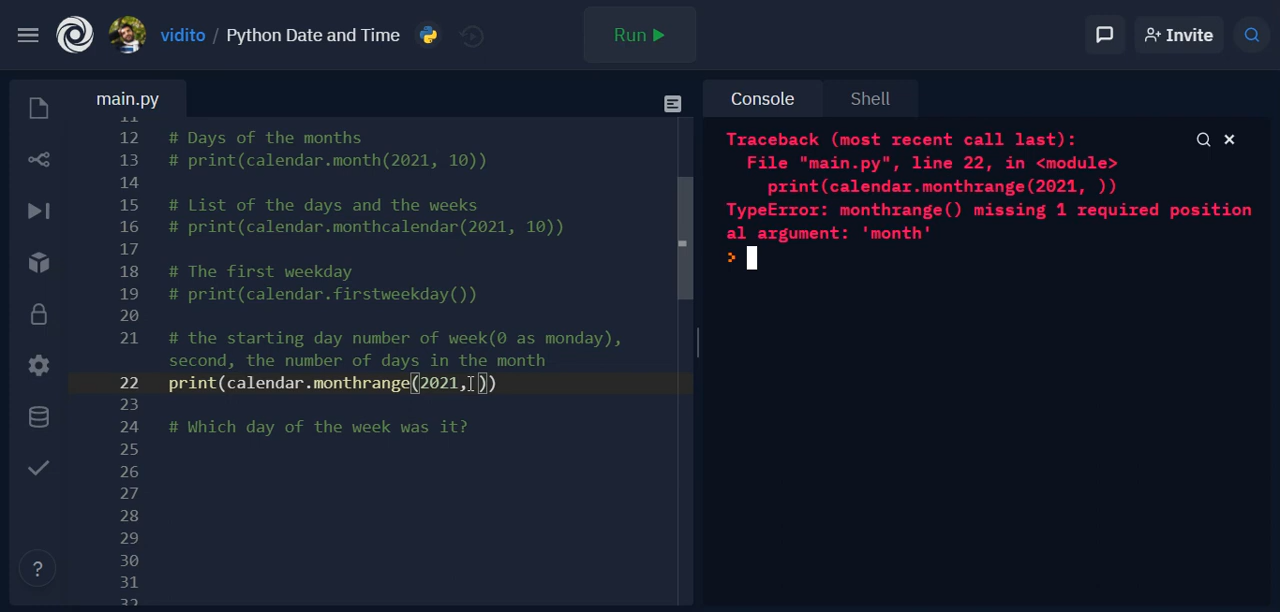 vidito / Python Date and Time
Run
Invite
main.py
Console
Shell
11
12 # Days of the months
13 # print(calendar.month(2021, 10))
14
15 # List of the days and the weeks
16 # print(calendar.monthcalendar(2021, 10))
17
18 # The first weekday
19 # print(calendar.firstweekday())
20
21 # the starting day number of week(0 as monday),
second, the number of days in the month
22 print(calendar.monthrange(2021, ))
23
24 # Which day of the week was it?
25
26
27
28
29
30
31
32
Traceback (most recent call last):
File "main.py", line 22, in <module>
print(calendar.monthrange(2021, ))
TypeError: monthrange() missing 1 required position
al argument: 'month'
>
?